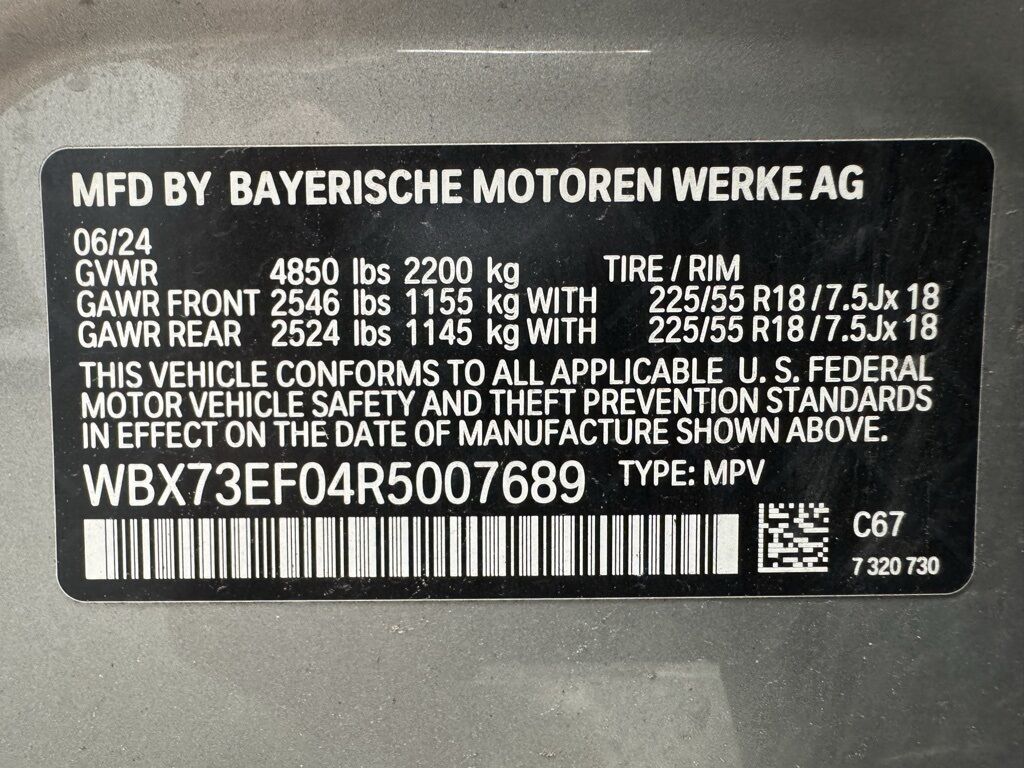 MFD BY BAYERISCHE MOTOREN WERKE AG
06/24
GVWR 4850 lbs 2200 kg TIRE / RIM
GAWR FRONT 2546 lbs 1155 kg WITH 225/55 R18 / 7.5Jx 18
GAWR REAR 2524 lbs 1145 kg WITH 225/55 R18 / 7.5Jx 18
THIS VEHICLE CONFORMS TO ALL APPLICABLE U. S. FEDERAL
MOTOR VEHICLE SAFETY AND THEFT PREVENTION STANDARDS
IN EFFECT ON THE DATE OF MANUFACTURE SHOWN ABOVE.
WBX73EF04R5007689 TYPE: MPV
C67
7 320 730